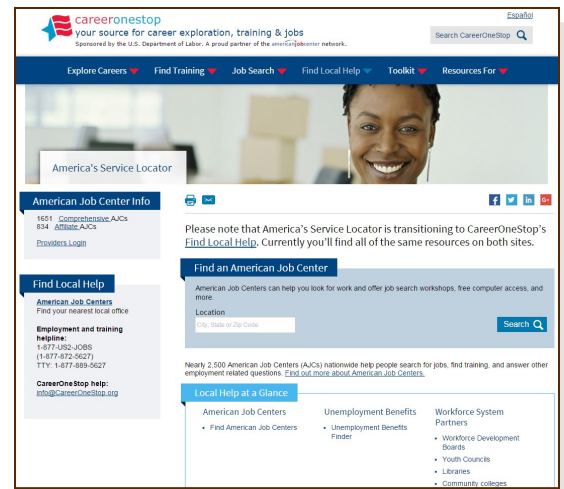 Español
careeronestop
your source for career exploration, training & jobs
Sponsored by the U.S. Department of Labor. A proud partner of the americanjobcenter network.
Search CareerOneStop
Explore Careers Find Training Job Search Find Local Help Toolkit Resources For
America's Service Locator
American Job Center Info
1651 Comprehensive AJCs
834 Affiliate AJCs
Providers Login
Find Local Help
American Job Centers
Find your nearest local office
Employment and training
helpline:
1-877-US2-JOBS
(1-877-872-5627)
TTY: 1-877-889-5627
CareerOneStop help:
info@CareerOneStop.org
f in G+
Please note that America's Service Locator is transitioning to CareerOneStop's
Find Local Help. Currently you'll find all of the same
resources on both sites.
Find an American Job Center
American Job Centers can help you look for work and offer job search workshops, free computer access, and
more.
Location
City, State or Zip Code
Search
Nearly 2,500 American Job Centers (AJCs) nationwide help people search for jobs, find training, and answer other
employment related questions. Find out more about American Job Centers.
Local Help at a Glance
American Job Centers
• Find American Job Centers
Unemployment Benefits
• Unemployment Benefits
Finder
Workforce System
Partners
• Workforce Development
Boards
• Youth Councils
• Libraries
• Community colleges